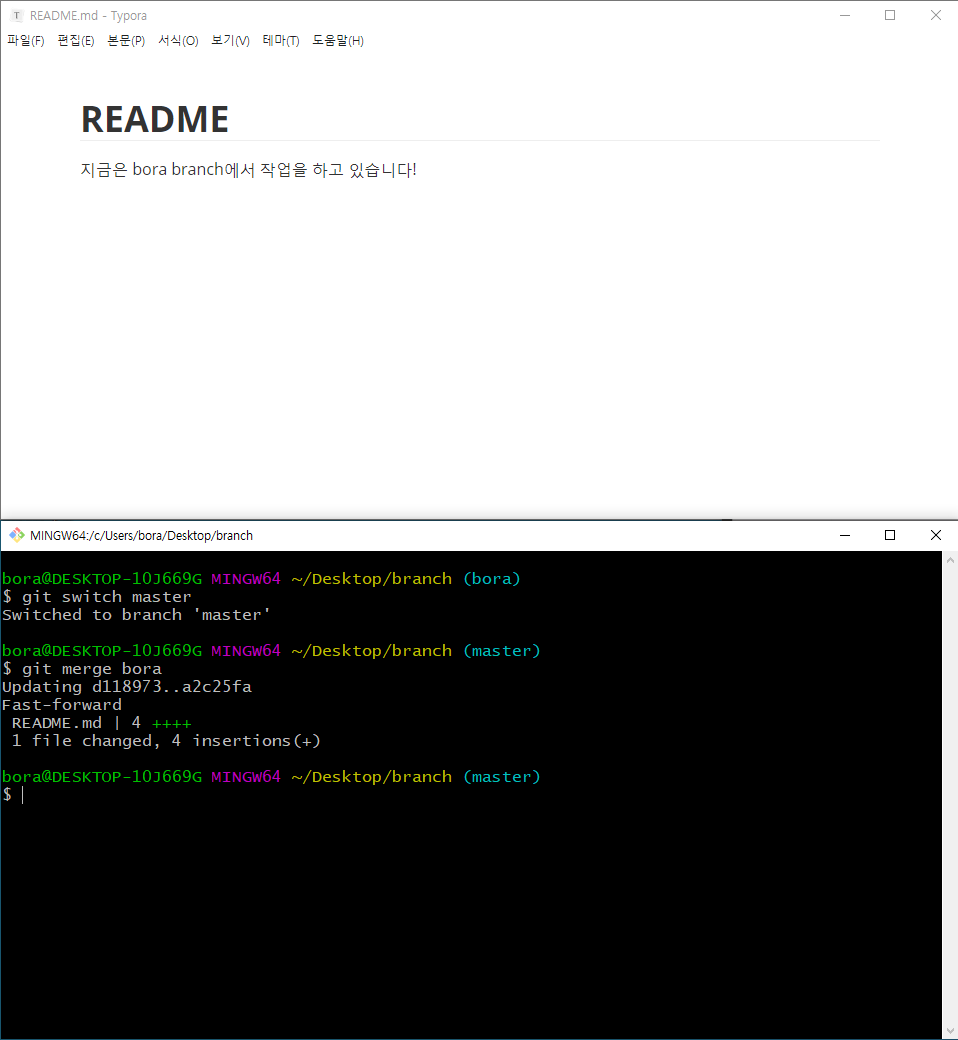 README.md - Typora
파일(F) 편집(E) 본문(P) 서식(O) 보기(V) 테마(T) 도움말(H)
README
지금은 bora branch에서 작업을 하고 있습니다!
MINGW64:/c/Users/bora/Desktop/branch
bora@DESKTOP-1OJ669G MINGW64 ~/Desktop/branch (bora)
$ git switch master
Switched to branch 'master'
bora@DESKTOP-1OJ669G MINGW64 ~/Desktop/branch (master)
$ git merge bora
Updating d118973..a2c25fa
Fast-forward
README.md | 4 ++++
1 file changed, 4 insertions(+)
bora@DESKTOP-1OJ669G MINGW64 ~/Desktop/branch (master)
$